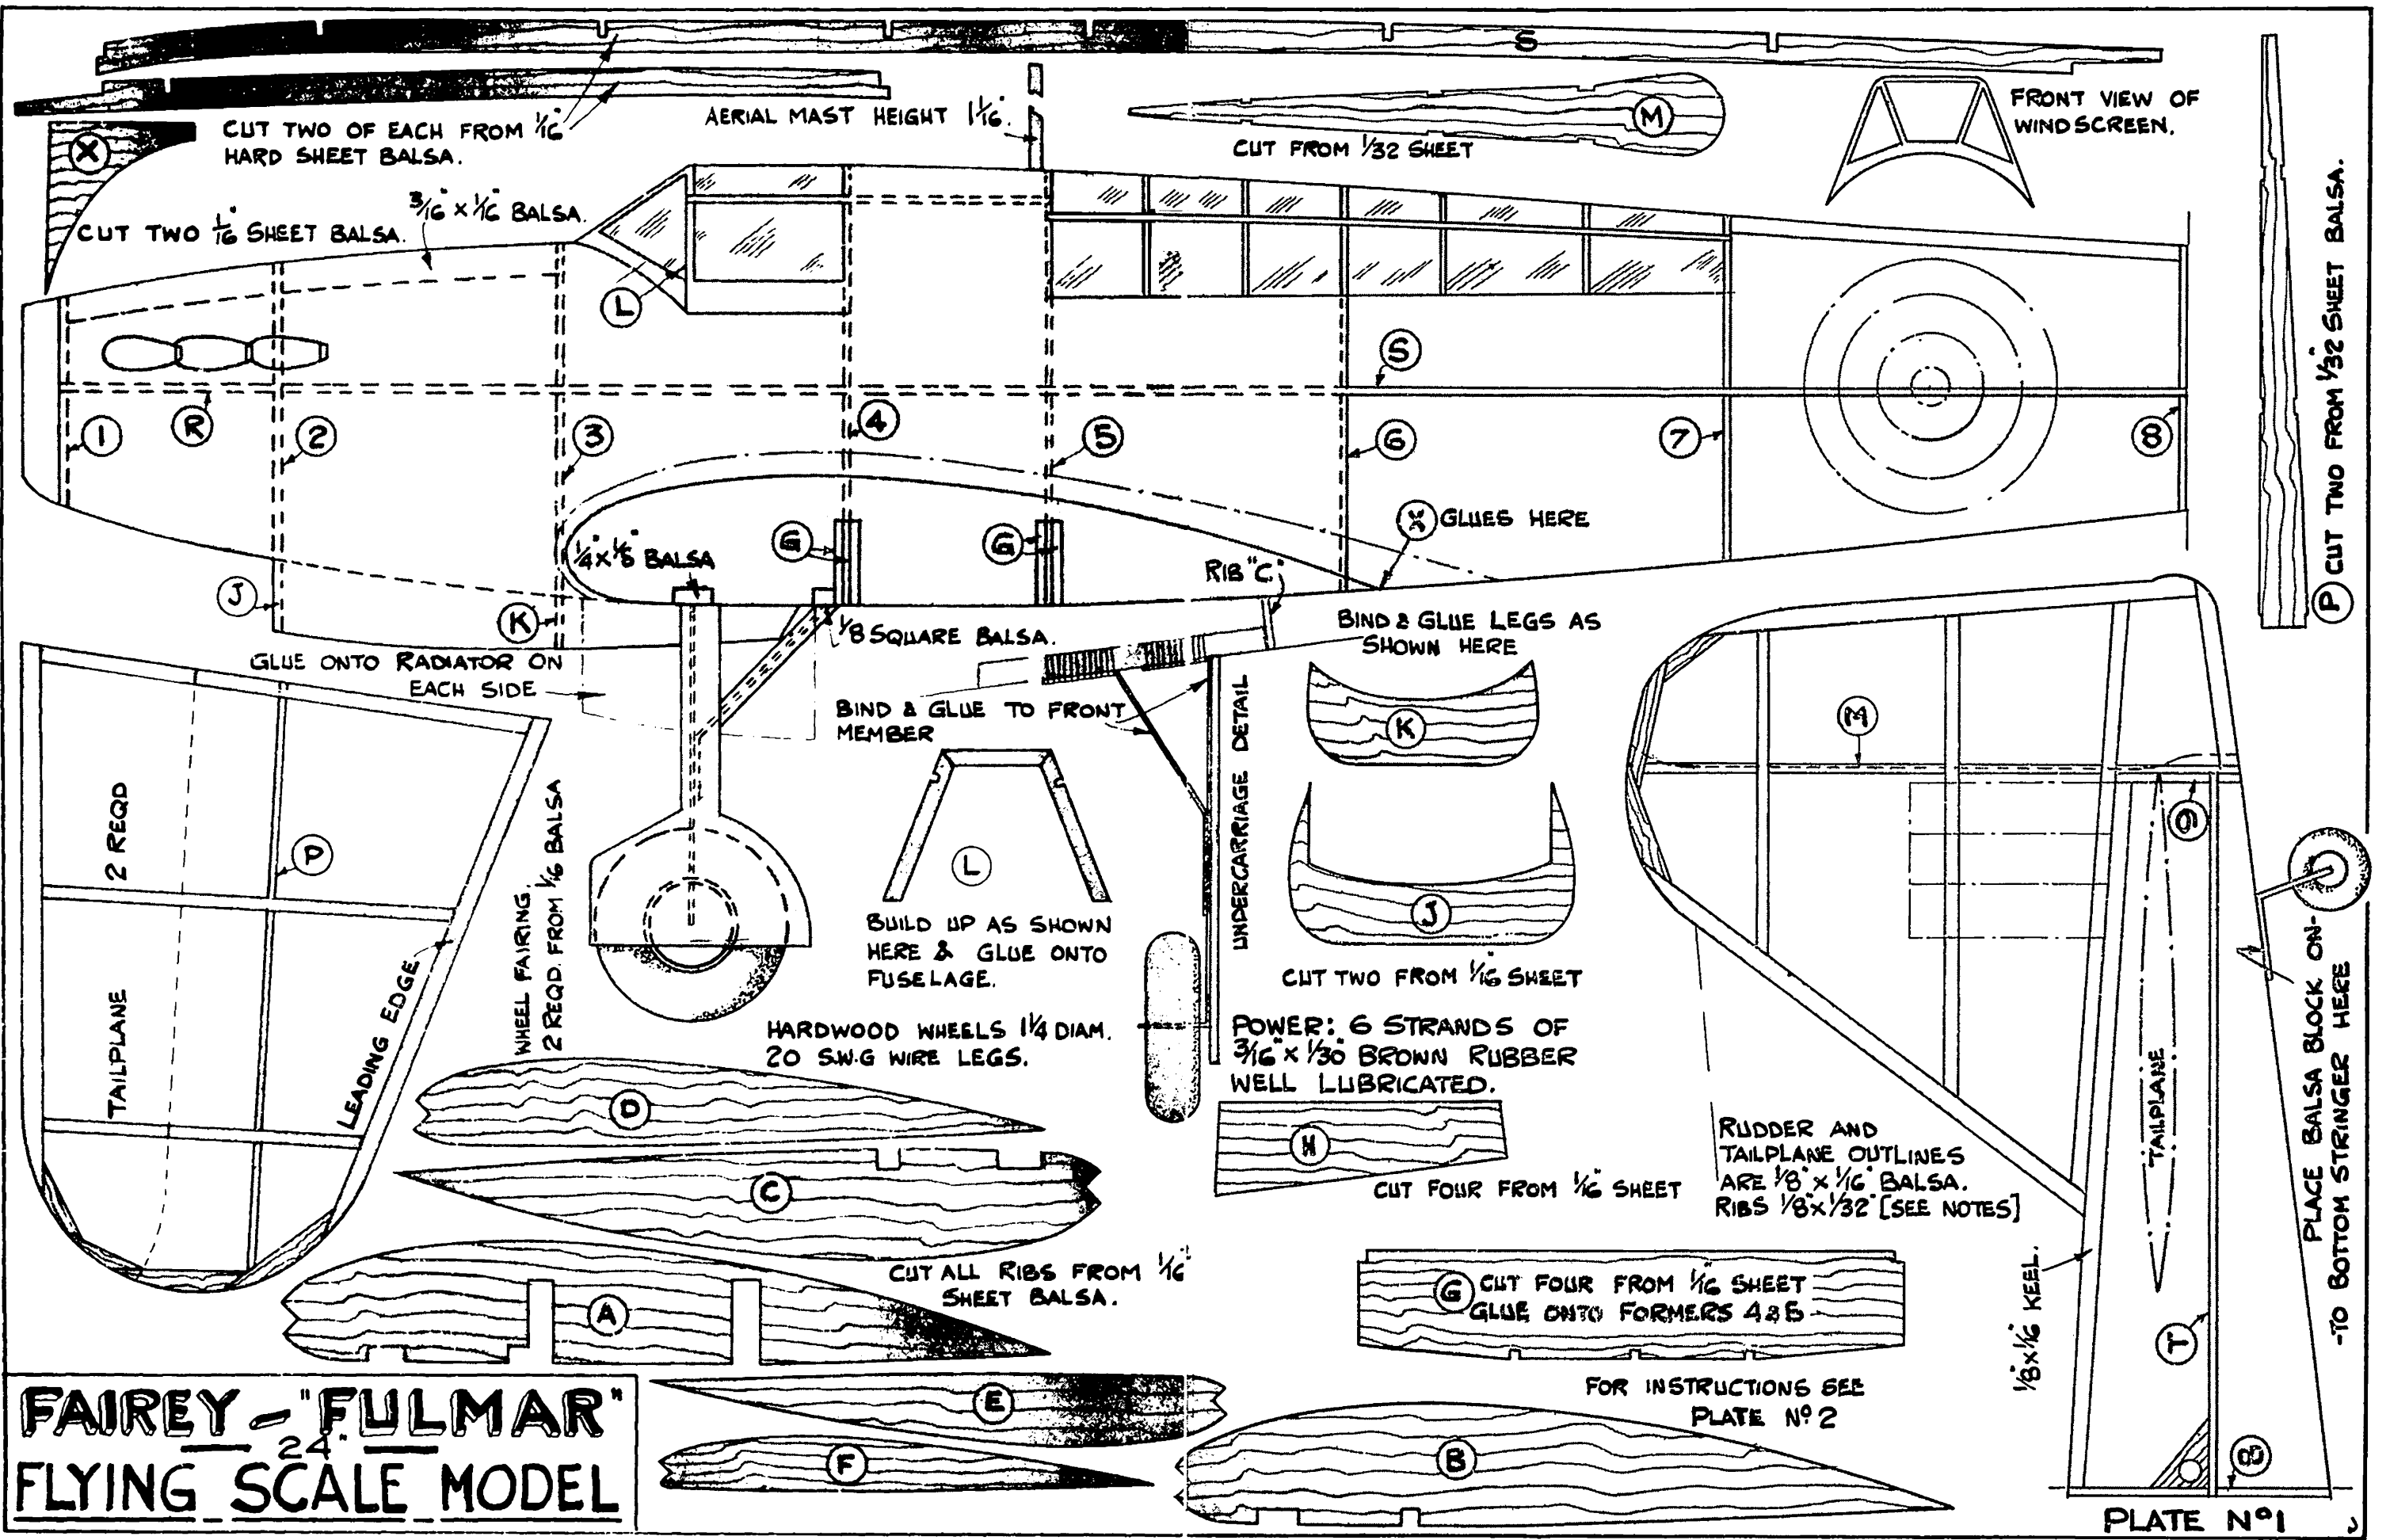 S
CUT TWO OF EACH FROM 1/16"
HARD SHEET BALSA.
AERIAL MAST HEIGHT 1 1/16".
M
CUT FROM 1/32 SHEET
FRONT VIEW OF
WINDSCREEN.
X
CUT TWO 1/16" SHEET BALSA.
3/16" x 1/16" BALSA.
P CUT TWO FROM 1/32" SHEET BALSA.
L
S
R
1
2
3
4
5
6
7
8
X GLUES HERE
1/4" x 1/8" BALSA
G
G
RIB "C"
J
K
1/8 SQUARE BALSA.
BIND & GLUE LEGS AS
SHOWN HERE
GLUE ONTO RADIATOR ON
EACH SIDE
BIND & GLUE TO FRONT
MEMBER
UNDERCARRIAGE DETAIL
K
M
9
2 REQD
TAILPLANE
P
LEADING EDGE
WHEEL FAIRING.
2 REQD. FROM 1/16 BALSA
L
BUILD UP AS SHOWN
HERE & GLUE ONTO
FUSELAGE.
J
CUT TWO FROM 1/16" SHEET
HARDWOOD WHEELS 1 1/4 DIAM.
20 S.W.G WIRE LEGS.
POWER: 6 STRANDS OF
3/16" x 1/30" BROWN RUBBER
WELL LUBRICATED.
PLACE BALSA BLOCK ON-
-TO BOTTOM STRINGER HERE
TAILPLANE
D
H
CUT FOUR FROM 1/16" SHEET
RUDDER AND
TAILPLANE OUTLINES
ARE 1/8" x 1/16" BALSA.
RIBS 1/8" x 1/32" [SEE NOTES]
C
CUT ALL RIBS FROM 1/16"
SHEET BALSA.
A
G CUT FOUR FROM 1/16" SHEET
GLUE ONTO FORMERS 4 & 5
1/8" x 1/16" KEEL.
T
FOR INSTRUCTIONS SEE
PLATE Nº 2
E
F
B
8
FAIREY - "FULMAR"
24"
FLYING SCALE MODEL
PLATE Nº 1